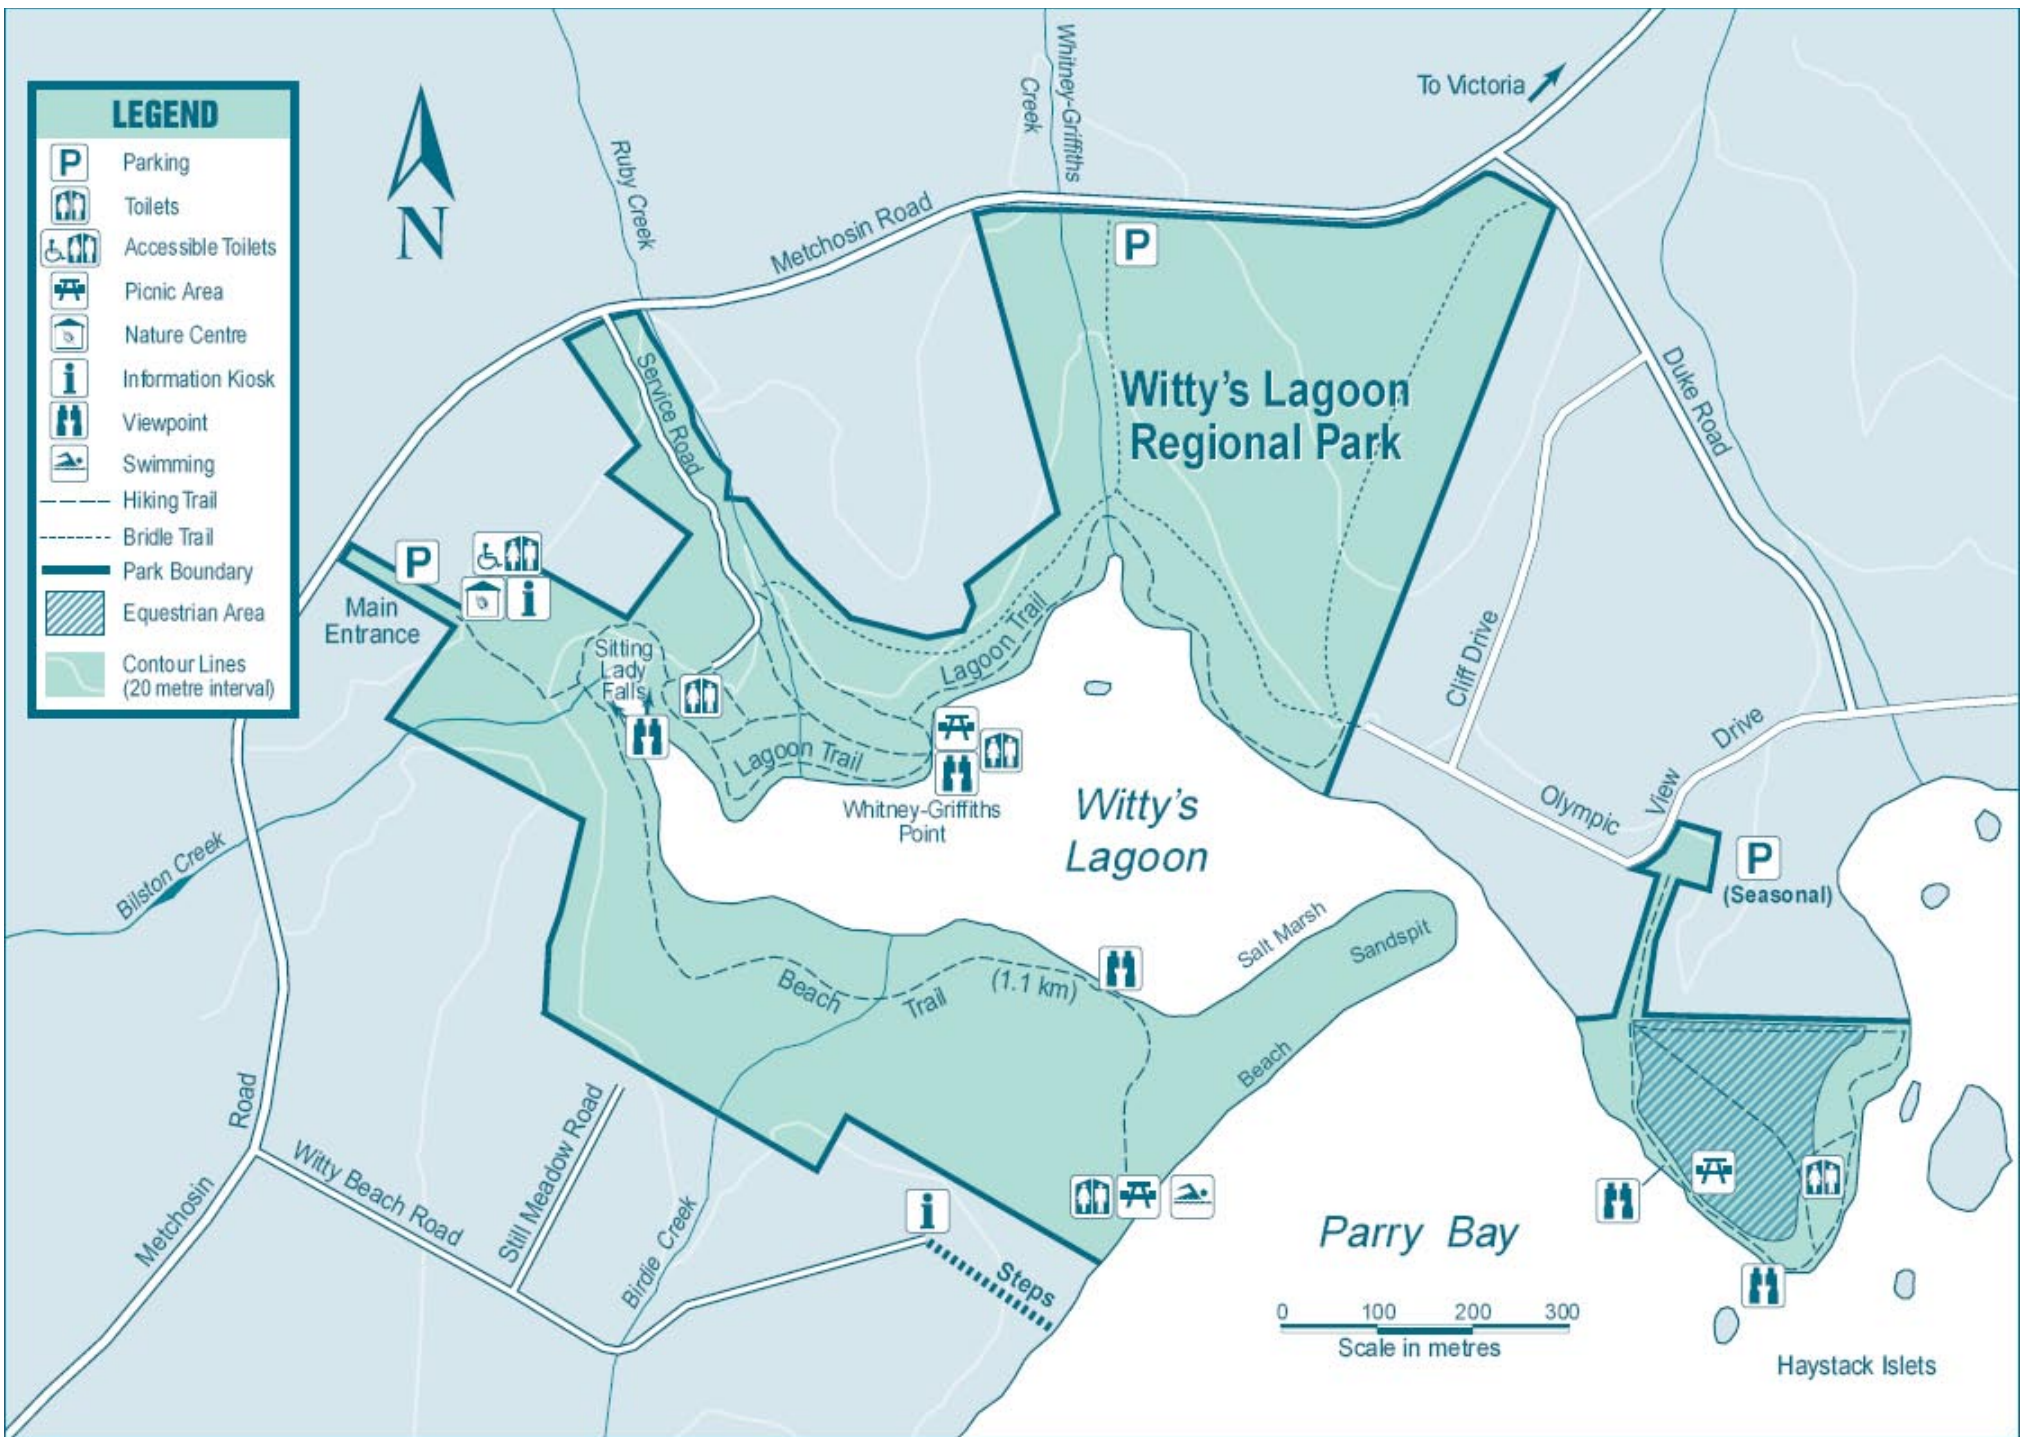 LEGEND
P
Parking
Toilets
Accessible Toilets
Picnic Area
Nature Centre
i
Information Kiosk
Viewpoint
Swimming
Hiking Trail
Bridle Trail
Park Boundary
Equestrian Area
Contour Lines
(20 metre interval)
N
Ruby Creek
Whitney-Griffiths
Creek
To Victoria
Metchosin Road
P
Service Road
Witty's Lagoon
Regional Park
Duke Road
P
i
Main
Entrance
Sitting
Lady
Falls
Lagoon Trail
Cliff Drive
Lagoon Trail
Whitney-Griffiths
Point
Witty's
Lagoon
Olympic
View
Drive
P
(Seasonal)
Bilston Creek
Salt Marsh
Sandspit
Beach
Trail
(1.1 km)
Beach
Metchosin
Road
Witty Beach Road
Still Meadow Road
Birdie Creek
i
Steps
Parry Bay
0 100 200 300
Scale in metres
Haystack Islets